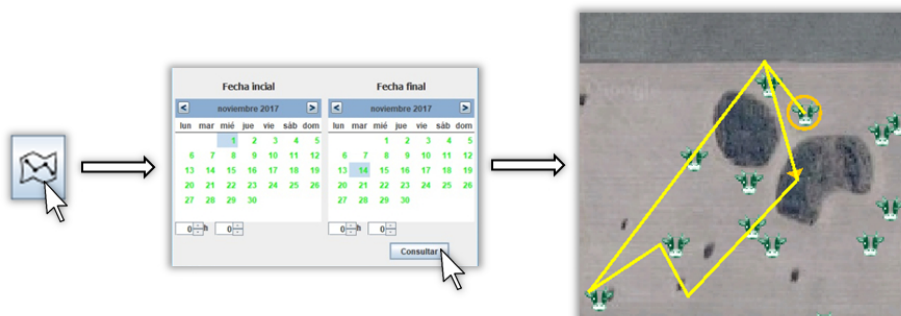 Fecha incial
noviembre 2017
lun mar mié jue vie sáb dom
1 2 3 4 5
6 7 8 9 10 11 12
13 14 15 16 17 18 19
20 21 22 23 24 25 26
27 28 29 30
0 h 0
Fecha final
noviembre 2017
lun mar mié jue vie sáb dom
1 2 3 4 5
6 7 8 9 10 11 12
13 14 15 16 17 18 19
20 21 22 23 24 25 26
27 28 29 30
0 h 0
Consultar
Google